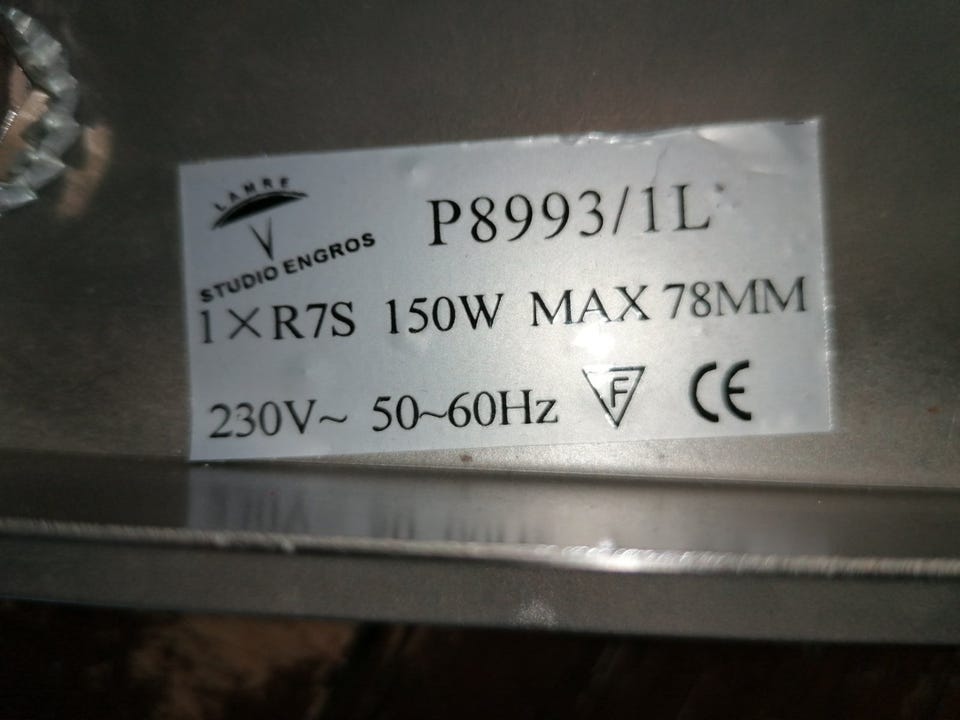 LAMRE
STUDIO ENGROS
P8993/1L
1×R7S 150W MAX 78MM
230V~ 50~60Hz F CE